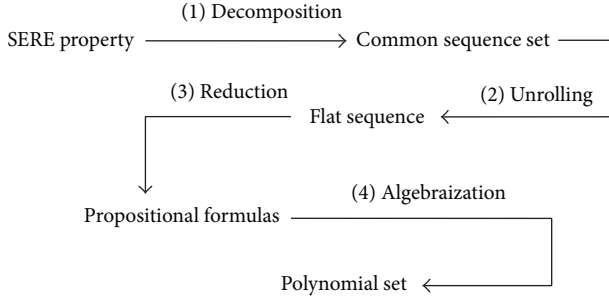 (1) Decomposition
SERE property
Common sequence set
(2) Unrolling
(3) Reduction
Flat sequence
(4) Algebraization
Propositional formulas
Polynomial set